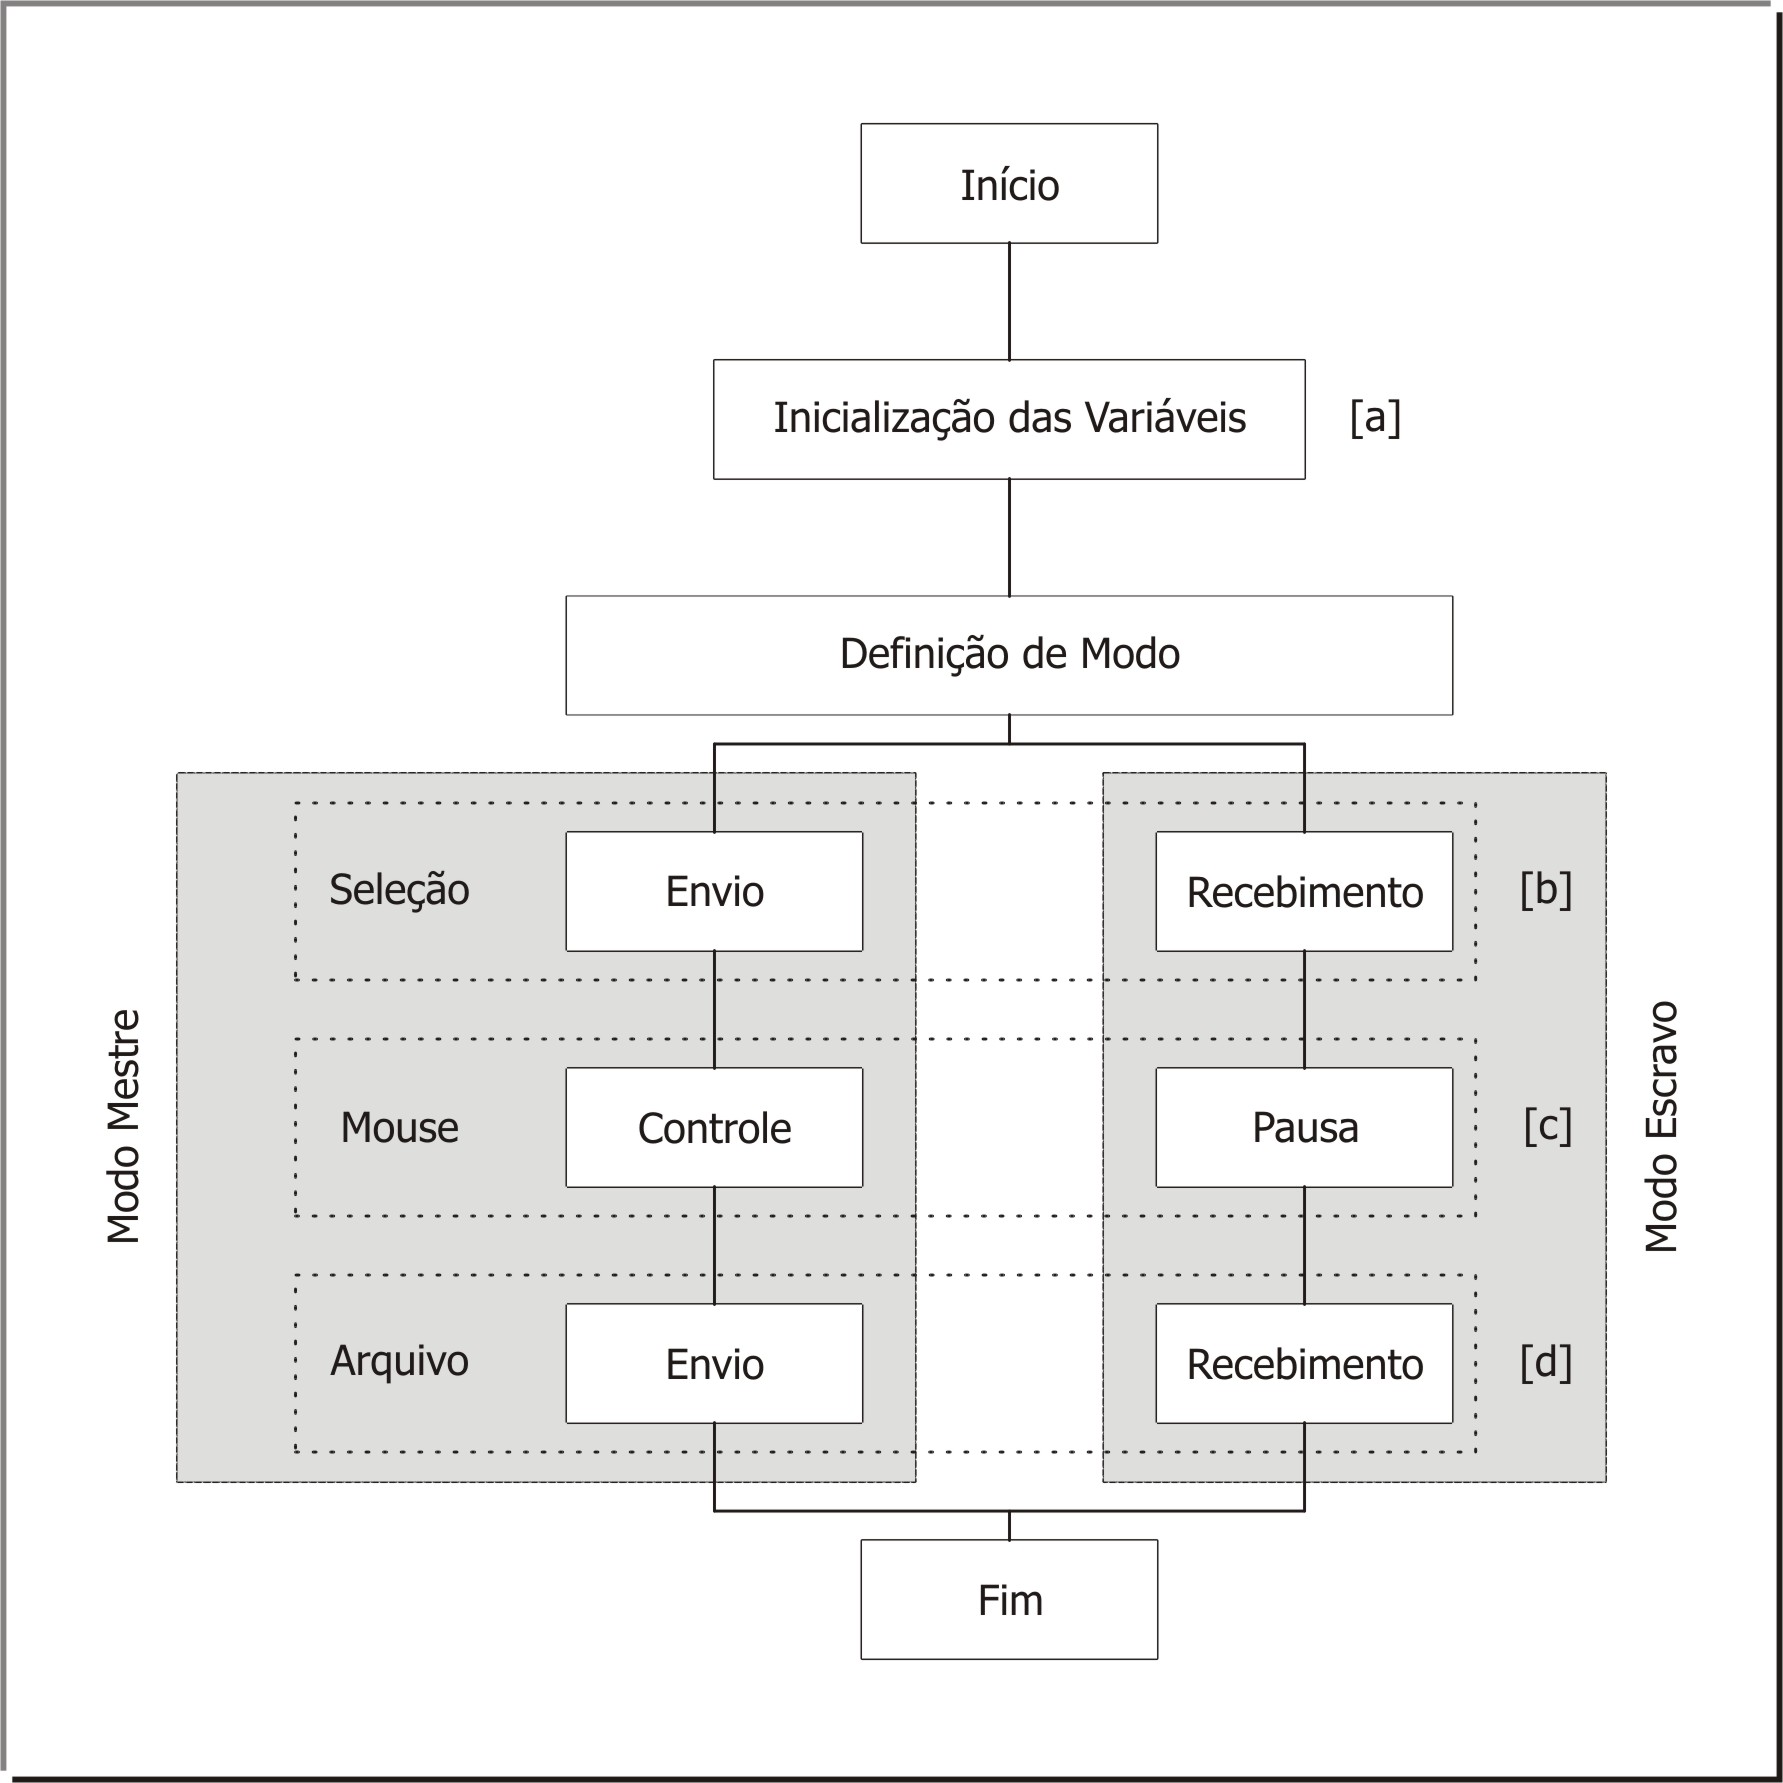 Início
Inicialização das Variáveis [a]
Definição de Modo
Modo Mestre
Seleção Envio Recebimento [b]
Mouse Controle Pausa [c]
Arquivo Envio Recebimento [d]
Modo Escravo
Fim